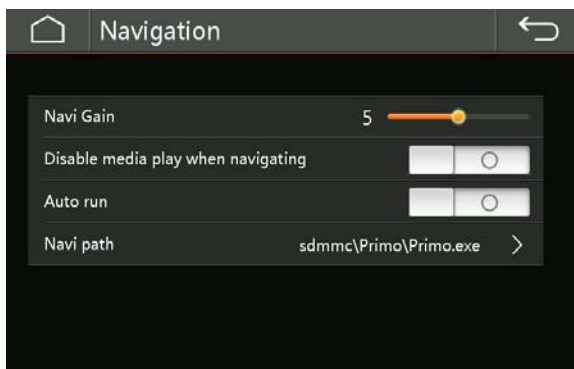 Navigation
Navi Gain 5
Disable media play when navigating
Auto run
Navi path sdmmc\Primo\Primo.exe